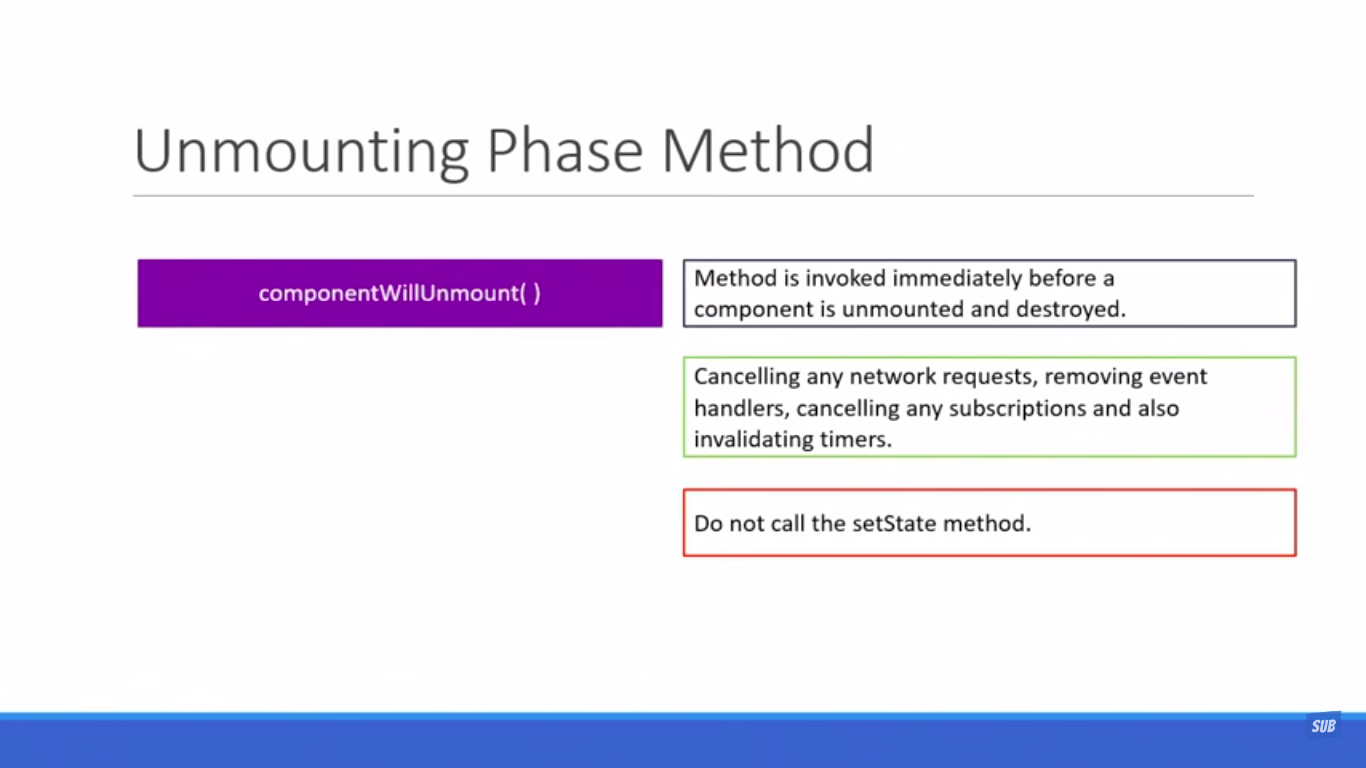 Unmounting Phase Method
componentWillUnmount( )
Method is invoked immediately before a
component is unmounted and destroyed.
Cancelling any network requests, removing event
handlers, cancelling any subscriptions and also
invalidating timers.
Do not call the setState method.
SUB